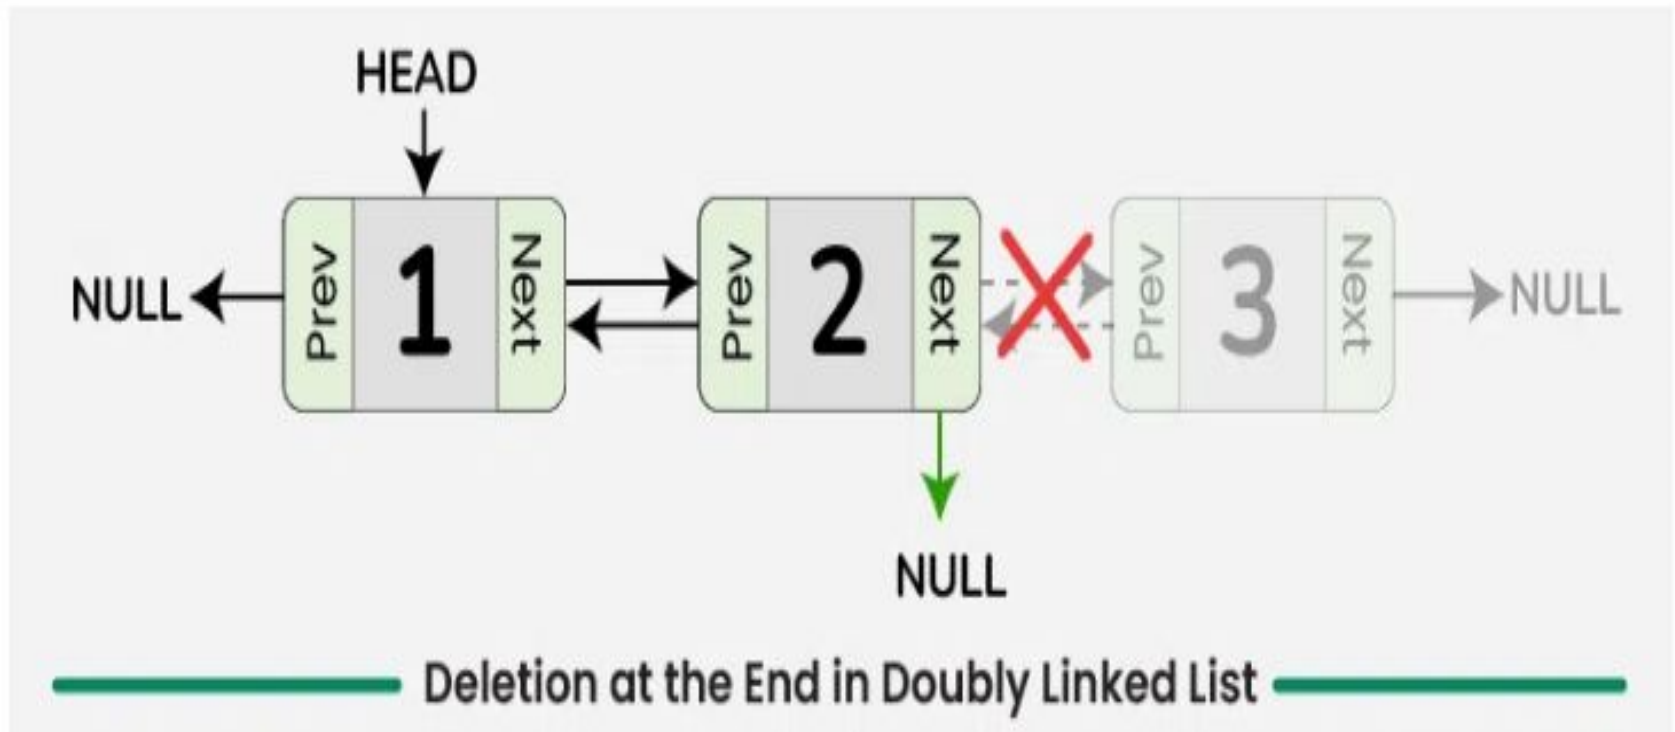 HEAD
NULL Prev 1 Next Prev 2 Next Prev 3 Next NULL
NULL
Deletion at the End in Doubly Linked List